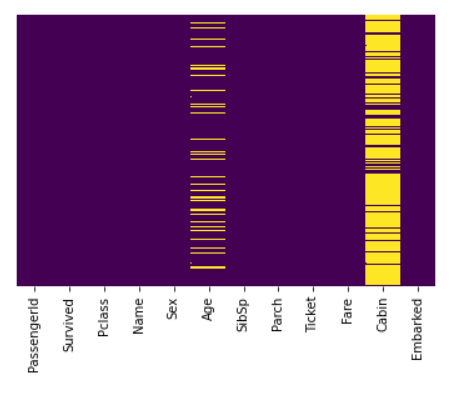 PassengerId
Survived
Pclass
Name
Sex
Age
SibSp
Parch
Ticket
Fare
Cabin
Embarked